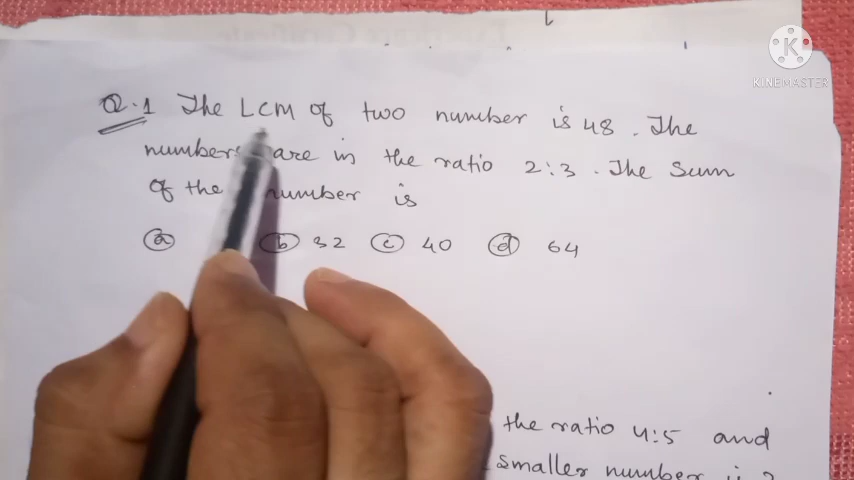 KINEMASTER
Q.1 The LCM of two number is 48. The
numbers are in the ratio 2:3. The Sum
of the number is
(a) (b) 32 (c) 40 (d) 64
the ratio 4:5 and
smaller number is ?